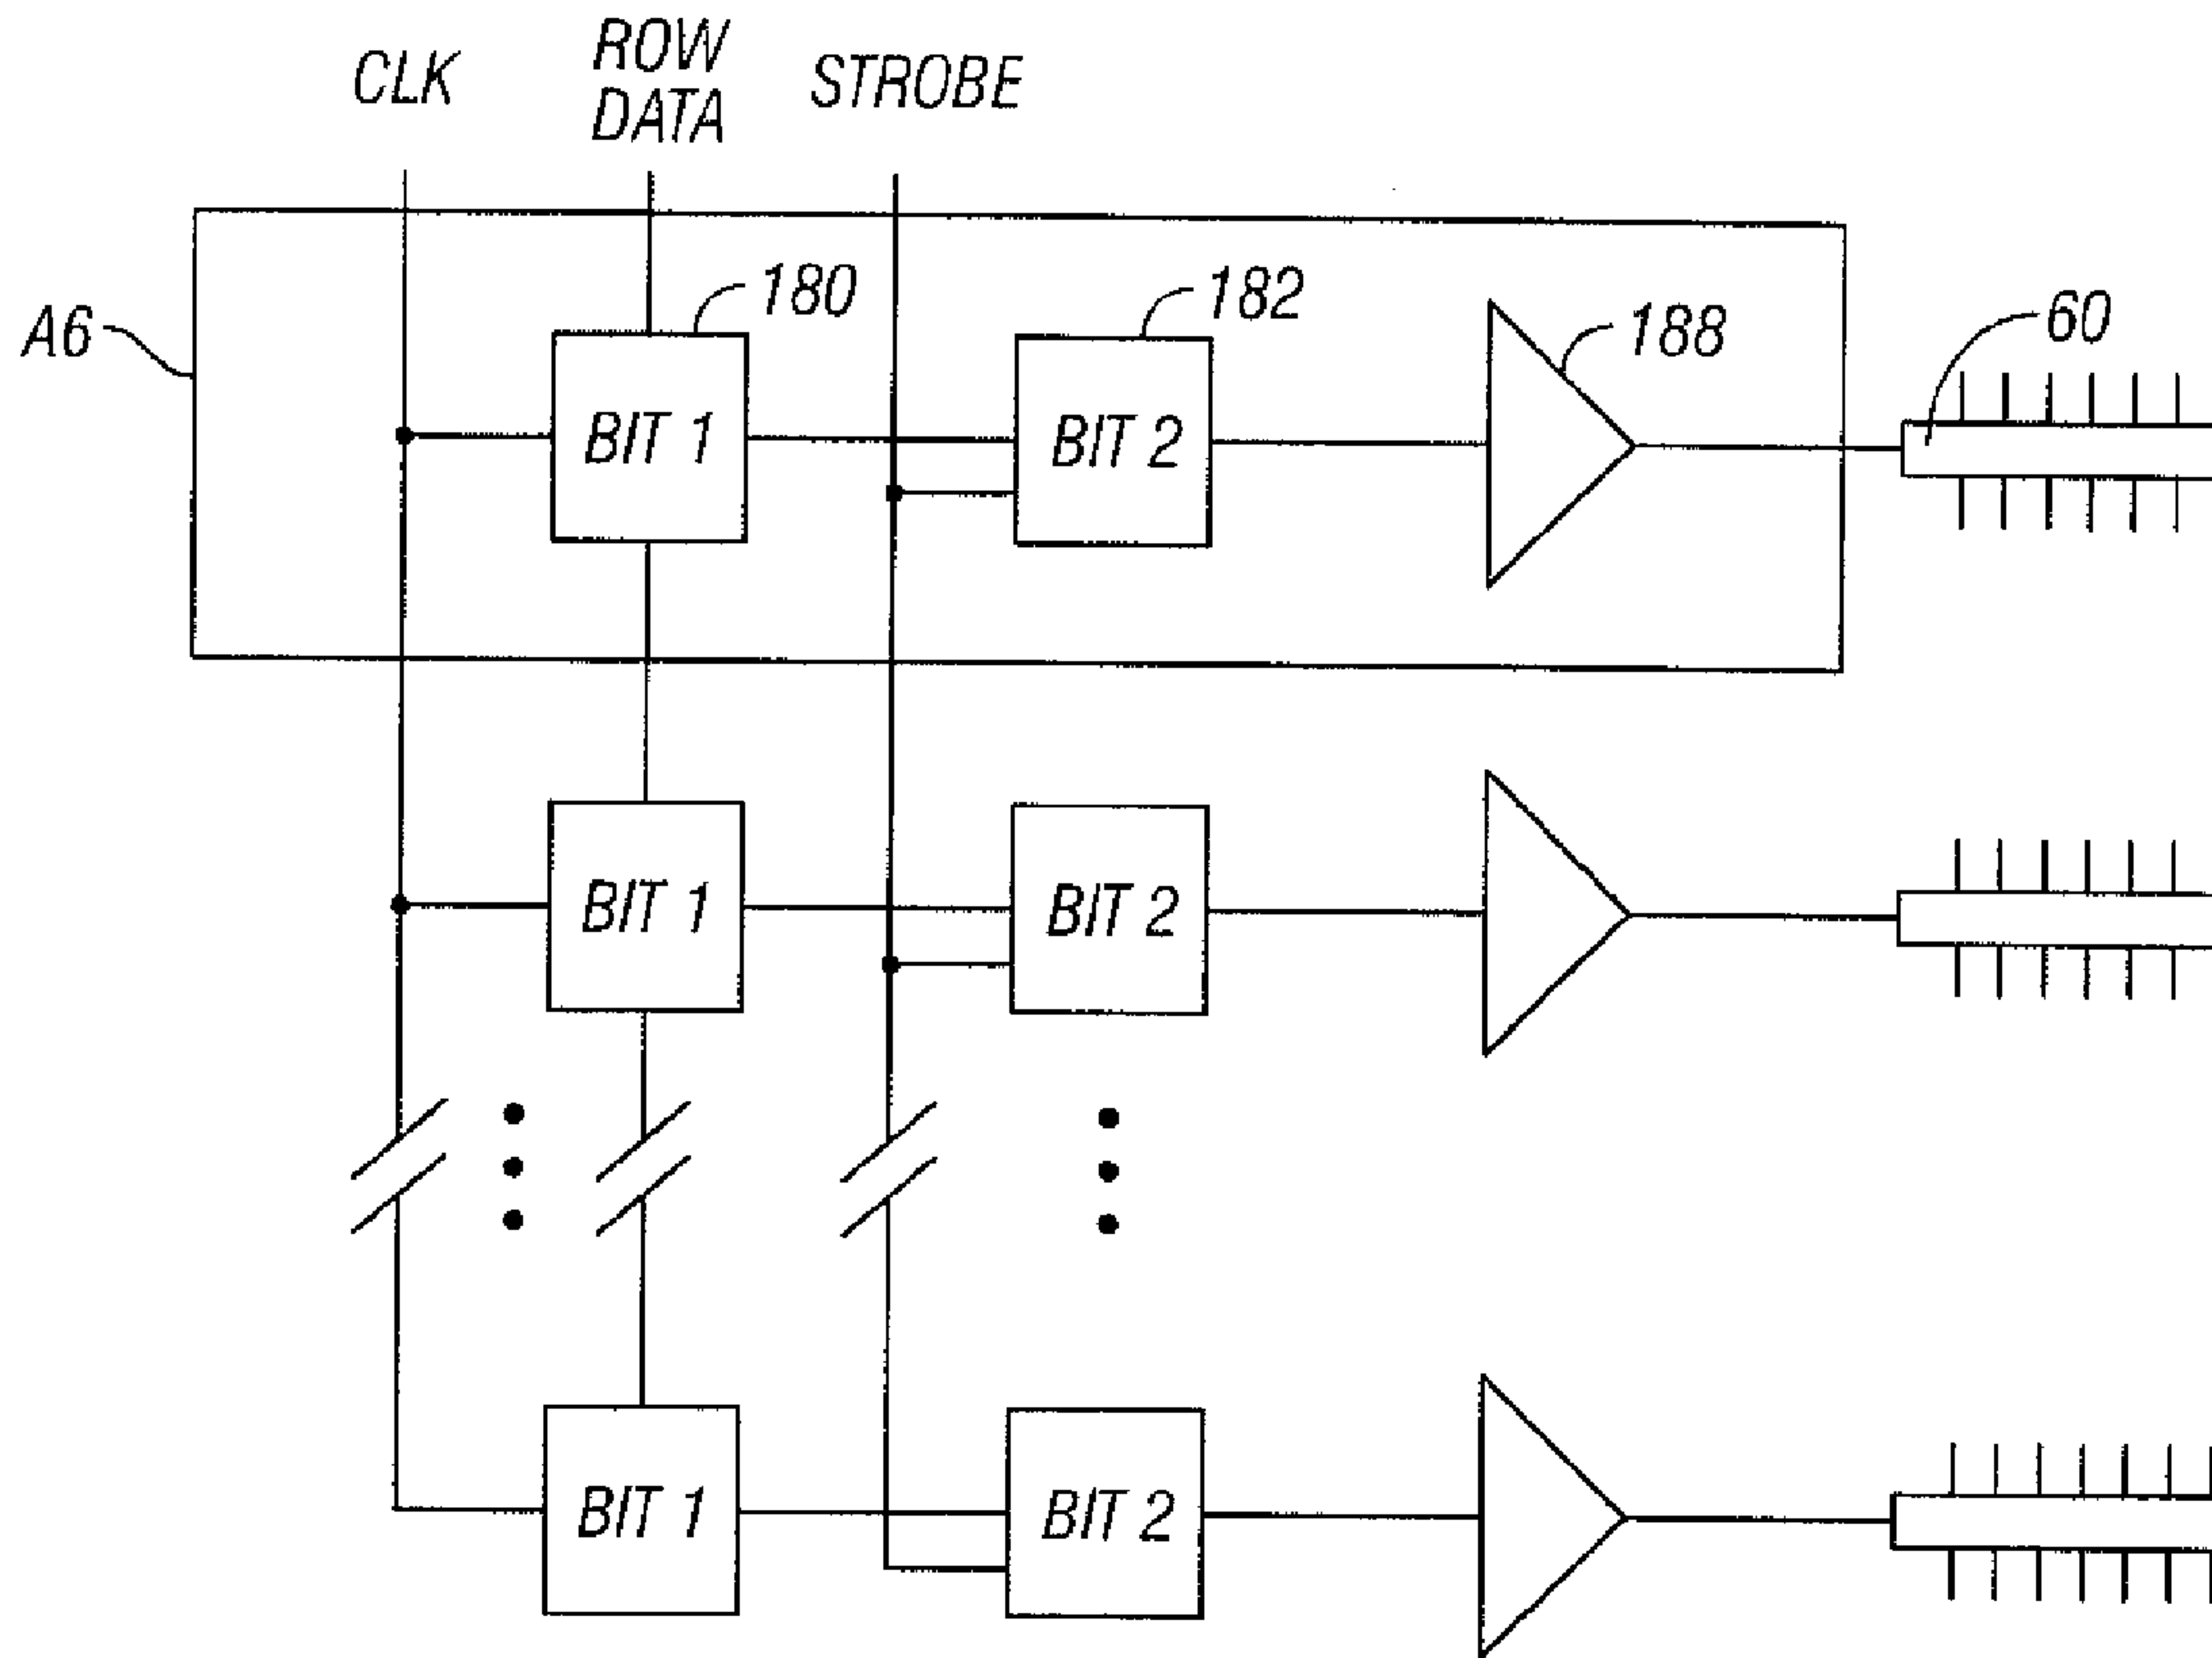 CLK
ROW
DATA
STROBE
A6
180
182
188
60
BIT 1
BIT 2
BIT 1
BIT 2
BIT 1
BIT 2